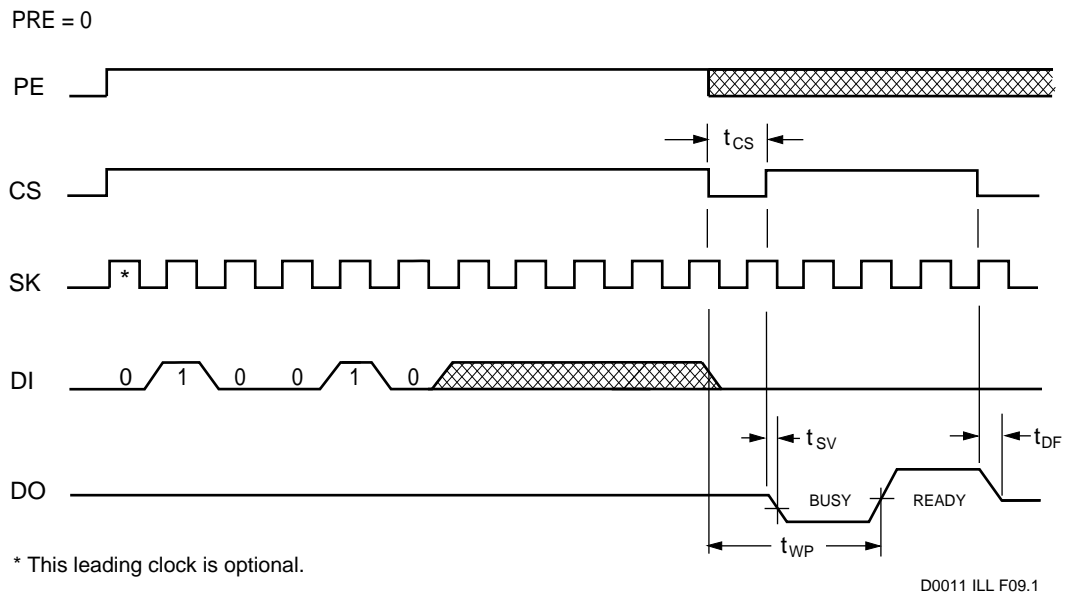 PRE = 0
PE
tCS
CS
SK
*
DI
0 1 0 0 1 0
tSV
tDF
DO
BUSY
READY
tWP
* This leading clock is optional.
D0011 ILL F09.1